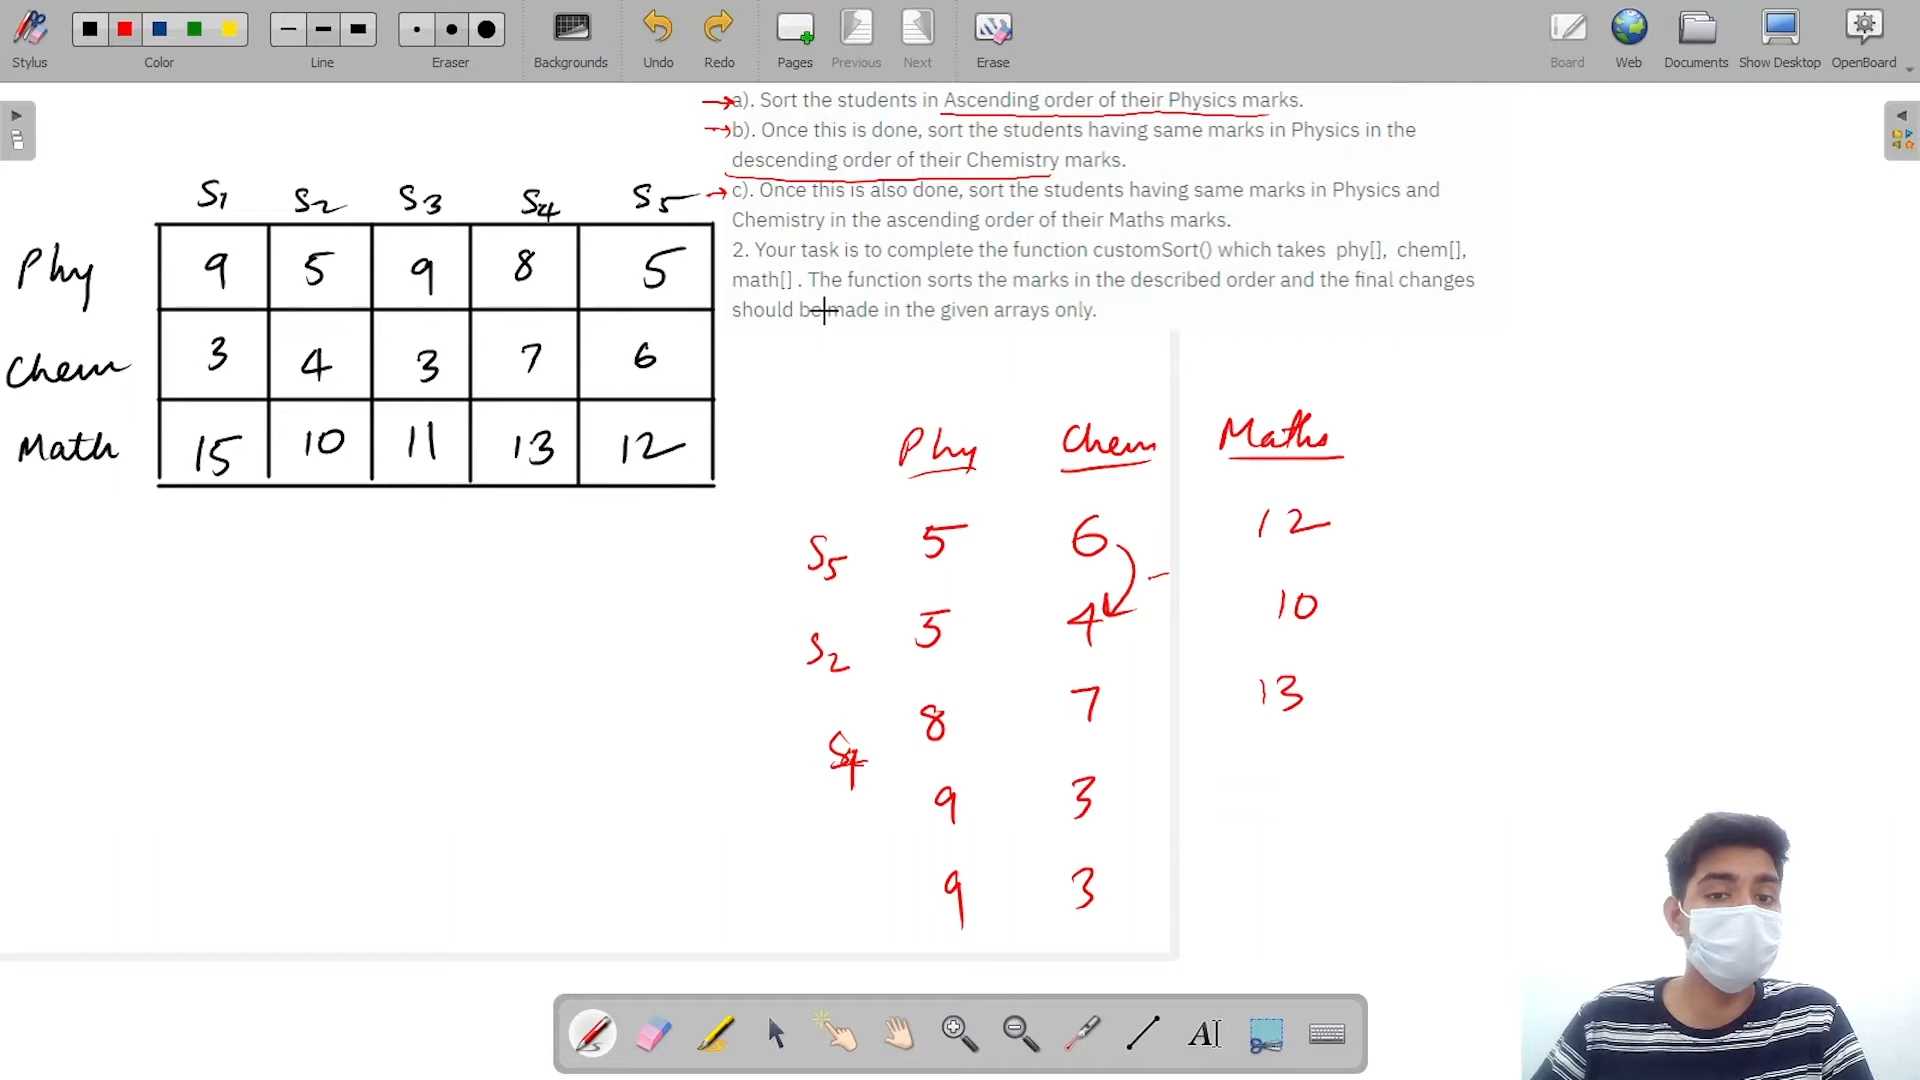 Stylus Color Line Eraser Backgrounds Undo Redo Pages Previous Next Erase Board Web Documents Show Desktop OpenBoard
a). Sort the students in Ascending order of their Physics marks.
b). Once this is done, sort the students having same marks in Physics in the
descending order of their Chemistry marks.
c). Once this is also done, sort the students having same marks in Physics and
Chemistry in the ascending order of their Maths marks.
2. Your task is to complete the function customSort() which takes phy[], chem[],
math[] . The function sorts the marks in the described order and the final changes
should be made in the given arrays only.
S1 S2 S3 S4 S5
Phy 9 5 9 8 5
Chem 3 4 3 7 6
Math 15 10 11 13 12
Phy Chem Maths
S5 5 6 12
S2 5 4 10
S4 8 7 13
9 3
9 3